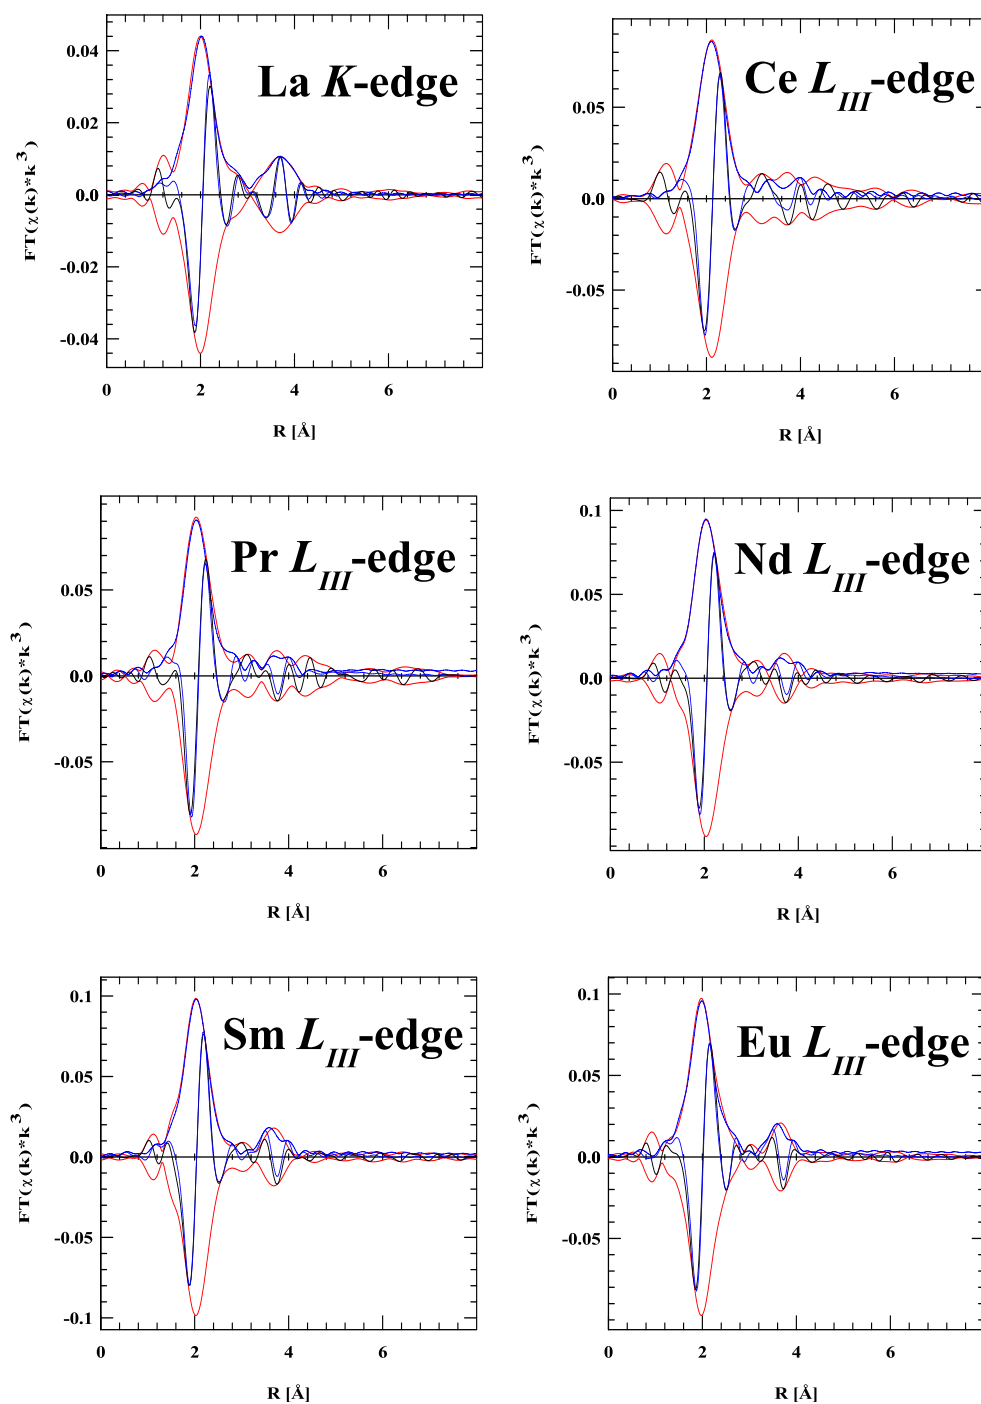 La K-edge
0.04
0.02
0.0
-0.02
-0.04
FT(χ(k)*k³)
0 2 4 6
R [Å]
Ce L_III-edge
0.05
0.0
-0.05
FT(χ(k)*k³)
0 2 4 6
R [Å]
Pr L_III-edge
0.05
0.0
-0.05
FT(χ(k)*k³)
0 2 4 6
R [Å]
Nd L_III-edge
0.1
0.05
0.0
-0.05
FT(χ(k)*k³)
0 2 4 6
R [Å]
Sm L_III-edge
0.1
0.05
0.0
-0.05
-0.1
FT(χ(k)*k³)
0 2 4 6
R [Å]
Eu L_III-edge
0.1
0.05
0.0
-0.05
FT(χ(k)*k³)
0 2 4 6
R [Å]